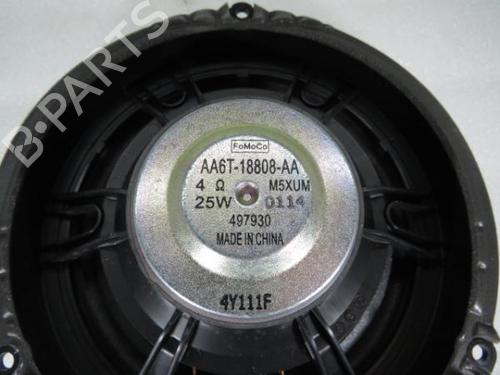 FoMoCo
AA6T-18808-AA
4 Ω M5XUM
25W 0114
497930
MADE IN CHINA
4Y111F
B-PARTS